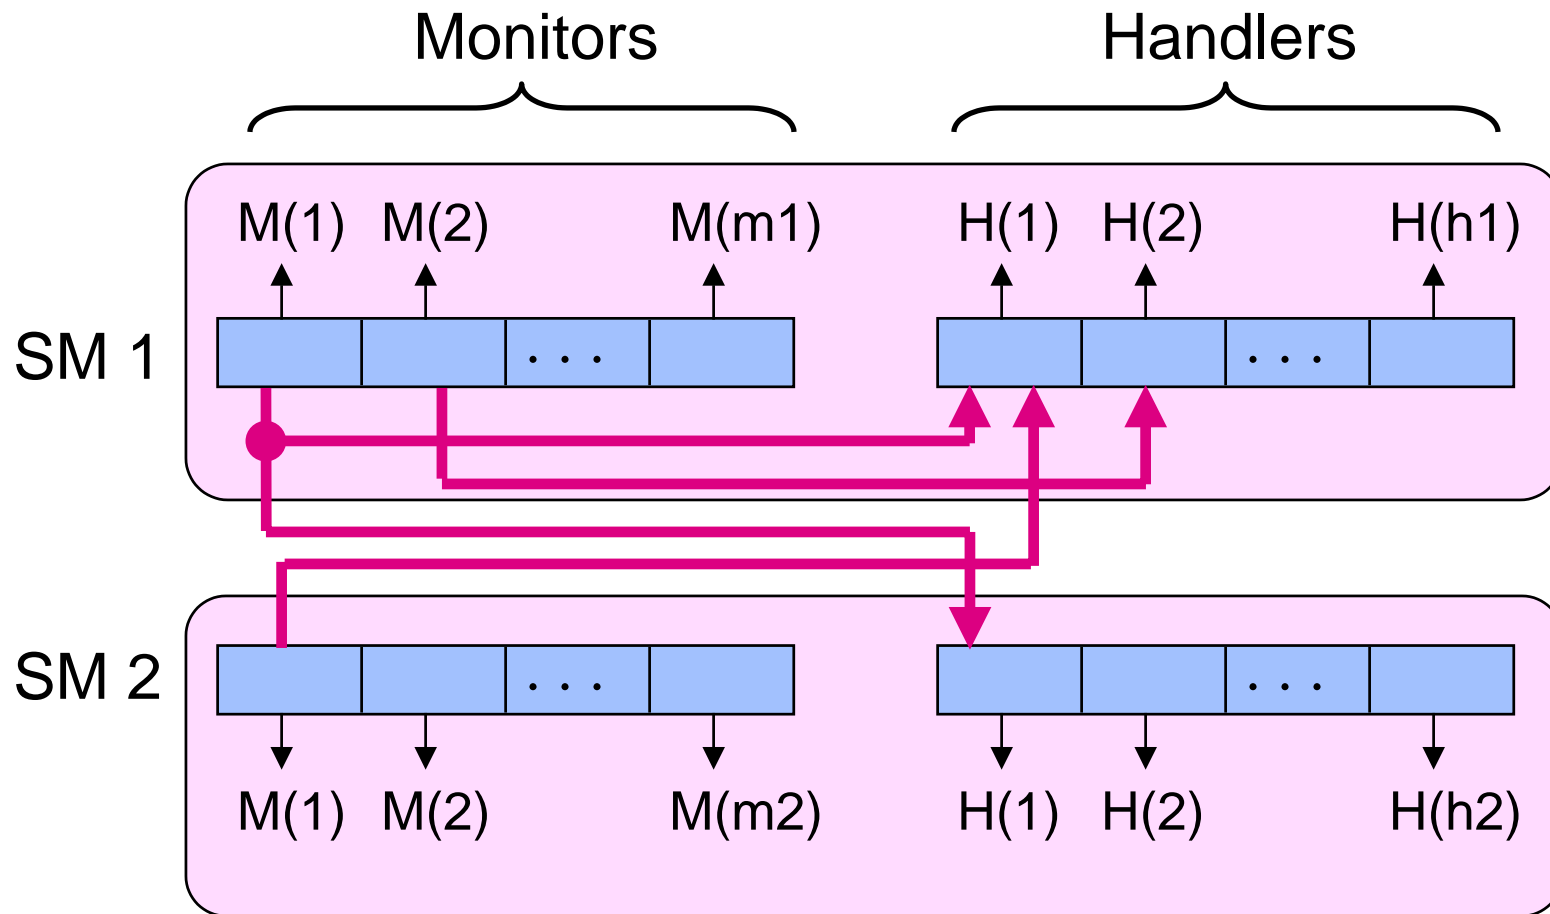 Monitors Handlers
M(1) M(2) M(m1) H(1) H(2) H(h1)
SM 1 . . . . . .
SM 2 . . . . . .
M(1) M(2) M(m2) H(1) H(2) H(h2)